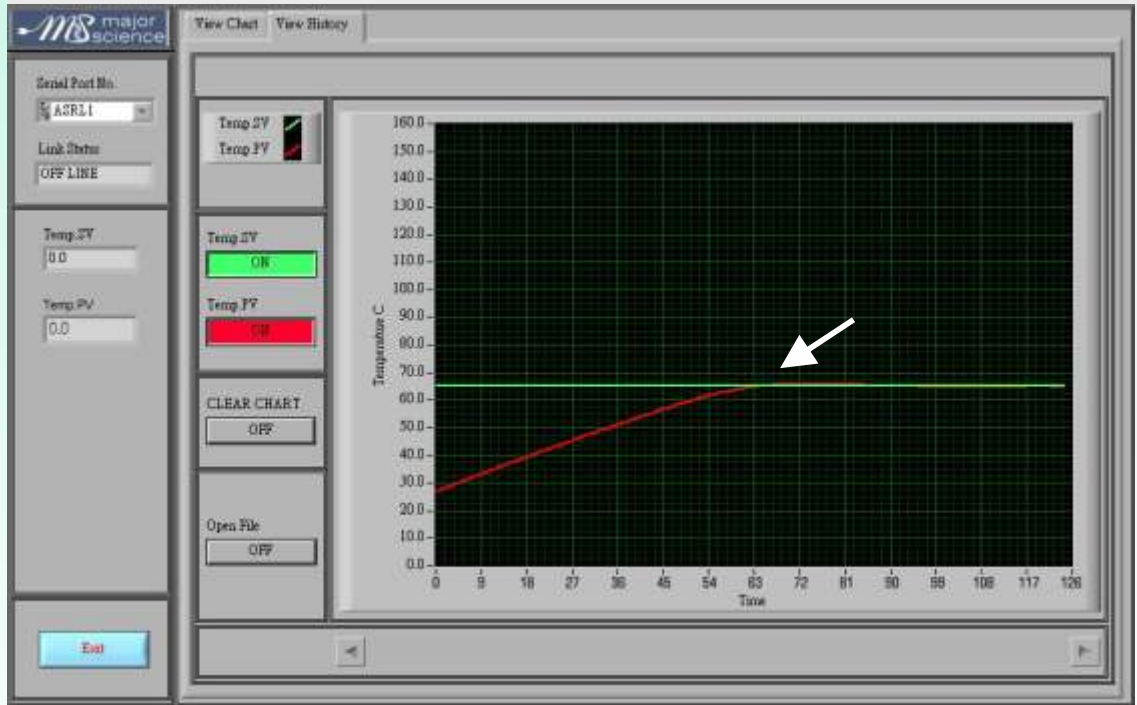 MS major science
View Chart View History
Serial Port No.
ASRL1
Link Status
OFF LINE
Temp.SV
0.0
Temp.PV
0.0
Exit
Temp.SV
Temp.PV
Temp.SV
ON
Temp.PV
ON
CLEAR CHART
OFF
Open File
OFF
Temperature C
160.0
150.0
140.0
130.0
120.0
110.0
100.0
90.0
80.0
70.0
60.0
50.0
40.0
30.0
20.0
10.0
0.0
0 9 18 27 36 45 54 63 72 81 90 99 108 117 126
Time